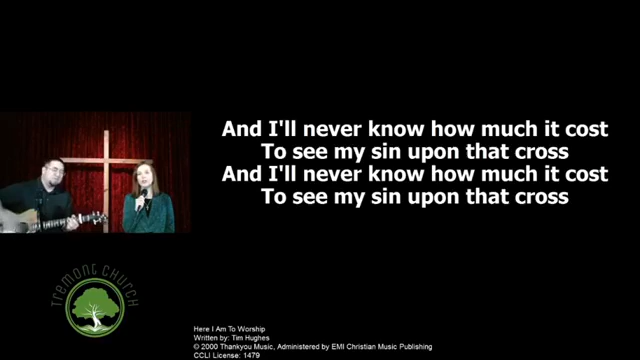 And I'll never know how much it cost
To see my sin upon that cross
And I'll never know how much it cost
To see my sin upon that cross
TREMONT CHURCH
Here I Am To Worship
Written by: Tim Hughes
© 2000 Thankyou Music, Administered by EMI Christian Music Publishing
CCLI License: 1479